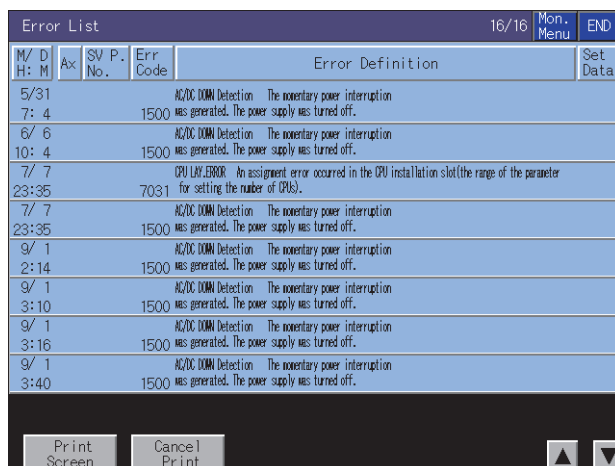 Error List 16/16 Mon. Menu END
M/ D H: M Ax SV P. No. Err Code Error Definition Set Data
5/31 AC/DC DOWN Detection The momentary power interruption
7: 4 1500 was generated. The power supply was turned off.
6/ 6 AC/DC DOWN Detection The momentary power interruption
10: 4 1500 was generated. The power supply was turned off.
7/ 7 CPU LAY.ERROR An assignment error occurred in the CPU installation slot(the range of the parameter
23:35 7031 for setting the number of CPUs).
7/ 7 AC/DC DOWN Detection The momentary power interruption
23:35 1500 was generated. The power supply was turned off.
9/ 1 AC/DC DOWN Detection The momentary power interruption
2:14 1500 was generated. The power supply was turned off.
9/ 1 AC/DC DOWN Detection The momentary power interruption
3:10 1500 was generated. The power supply was turned off.
9/ 1 AC/DC DOWN Detection The momentary power interruption
3:16 1500 was generated. The power supply was turned off.
9/ 1 AC/DC DOWN Detection The momentary power interruption
3:40 1500 was generated. The power supply was turned off.
Print Cancel
Screen Print